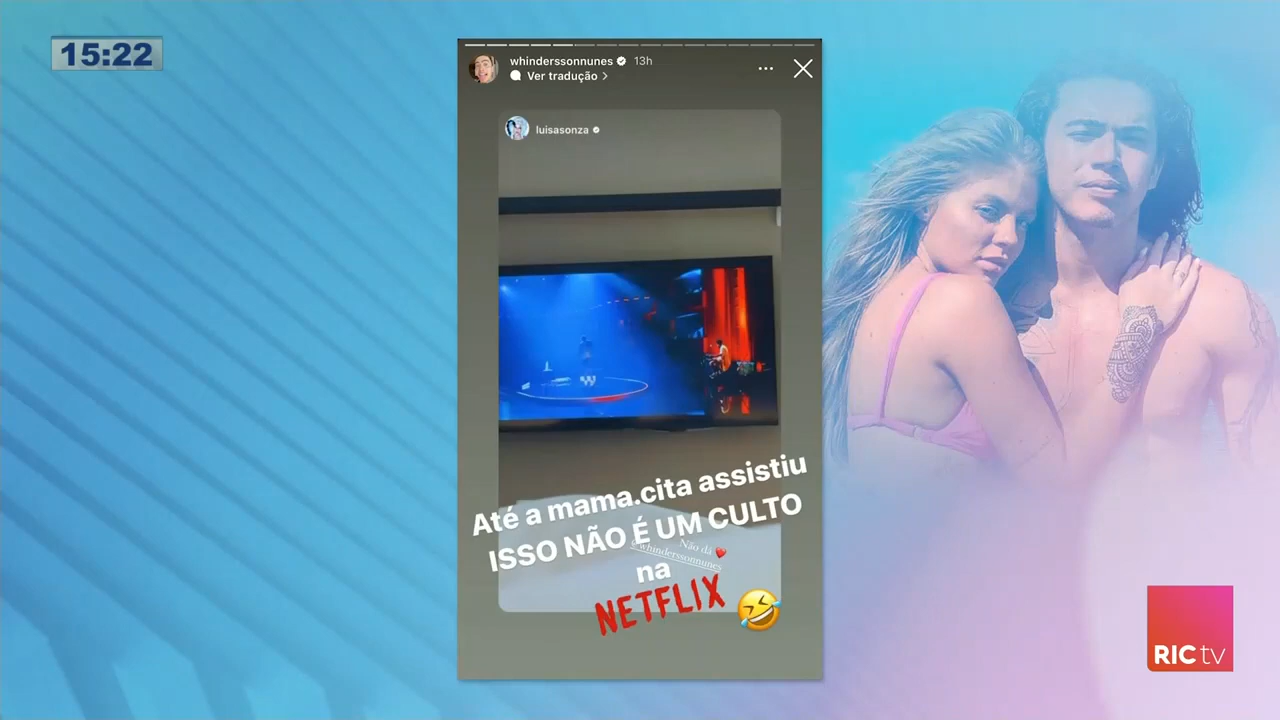 15:22
whinderssonnunes 13h
Ver tradução
luisasonza
Até a mama.cita assistiu
ISSO NÃO É UM CULTO
Não dá
@whinderssonnunes
na
NETFLIX
RIC tv